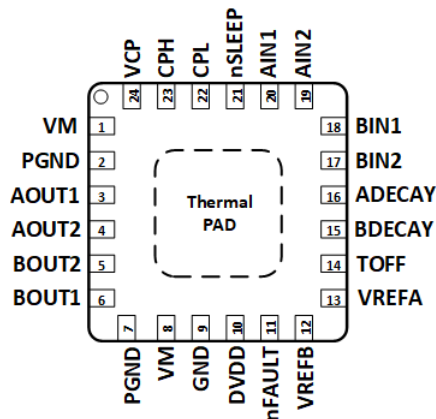 VCP
CPH
CPL
nSLEEP
AIN1
AIN2
24
23
22
21
20
19
VM 1
18 BIN1
PGND 2
17 BIN2
AOUT1 3
16 ADECAY
AOUT2 4
15 BDECAY
BOUT2 5
14 TOFF
BOUT1 6
13 VREFA
Thermal
PAD
7
8
9
10
11
12
PGND
VM
GND
DVDD
nFAULT
VREFB